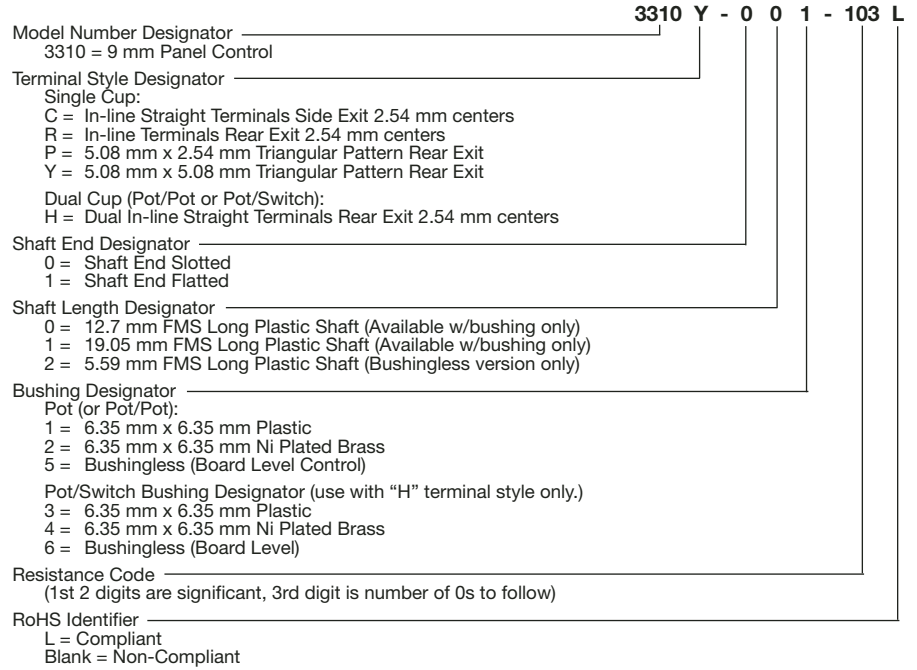 3310 Y - 0 0 1 - 103 L
Model Number Designator
3310 = 9 mm Panel Control
Terminal Style Designator
Single Cup:
C = In-line Straight Terminals Side Exit 2.54 mm centers
R = In-line Terminals Rear Exit 2.54 mm centers
P = 5.08 mm x 2.54 mm Triangular Pattern Rear Exit
Y = 5.08 mm x 5.08 mm Triangular Pattern Rear Exit
Dual Cup (Pot/Pot or Pot/Switch):
H = Dual In-line Straight Terminals Rear Exit 2.54 mm centers
Shaft End Designator
0 = Shaft End Slotted
1 = Shaft End Flatted
Shaft Length Designator
0 = 12.7 mm FMS Long Plastic Shaft (Available w/bushing only)
1 = 19.05 mm FMS Long Plastic Shaft (Available w/bushing only)
2 = 5.59 mm FMS Long Plastic Shaft (Bushingless version only)
Bushing Designator
Pot (or Pot/Pot):
1 = 6.35 mm x 6.35 mm Plastic
2 = 6.35 mm x 6.35 mm Ni Plated Brass
5 = Bushingless (Board Level Control)
Pot/Switch Bushing Designator (use with “H” terminal style only.)
3 = 6.35 mm x 6.35 mm Plastic
4 = 6.35 mm x 6.35 mm Ni Plated Brass
6 = Bushingless (Board Level)
Resistance Code
(1st 2 digits are significant, 3rd digit is number of 0s to follow)
RoHS Identifier
L = Compliant
Blank = Non-Compliant